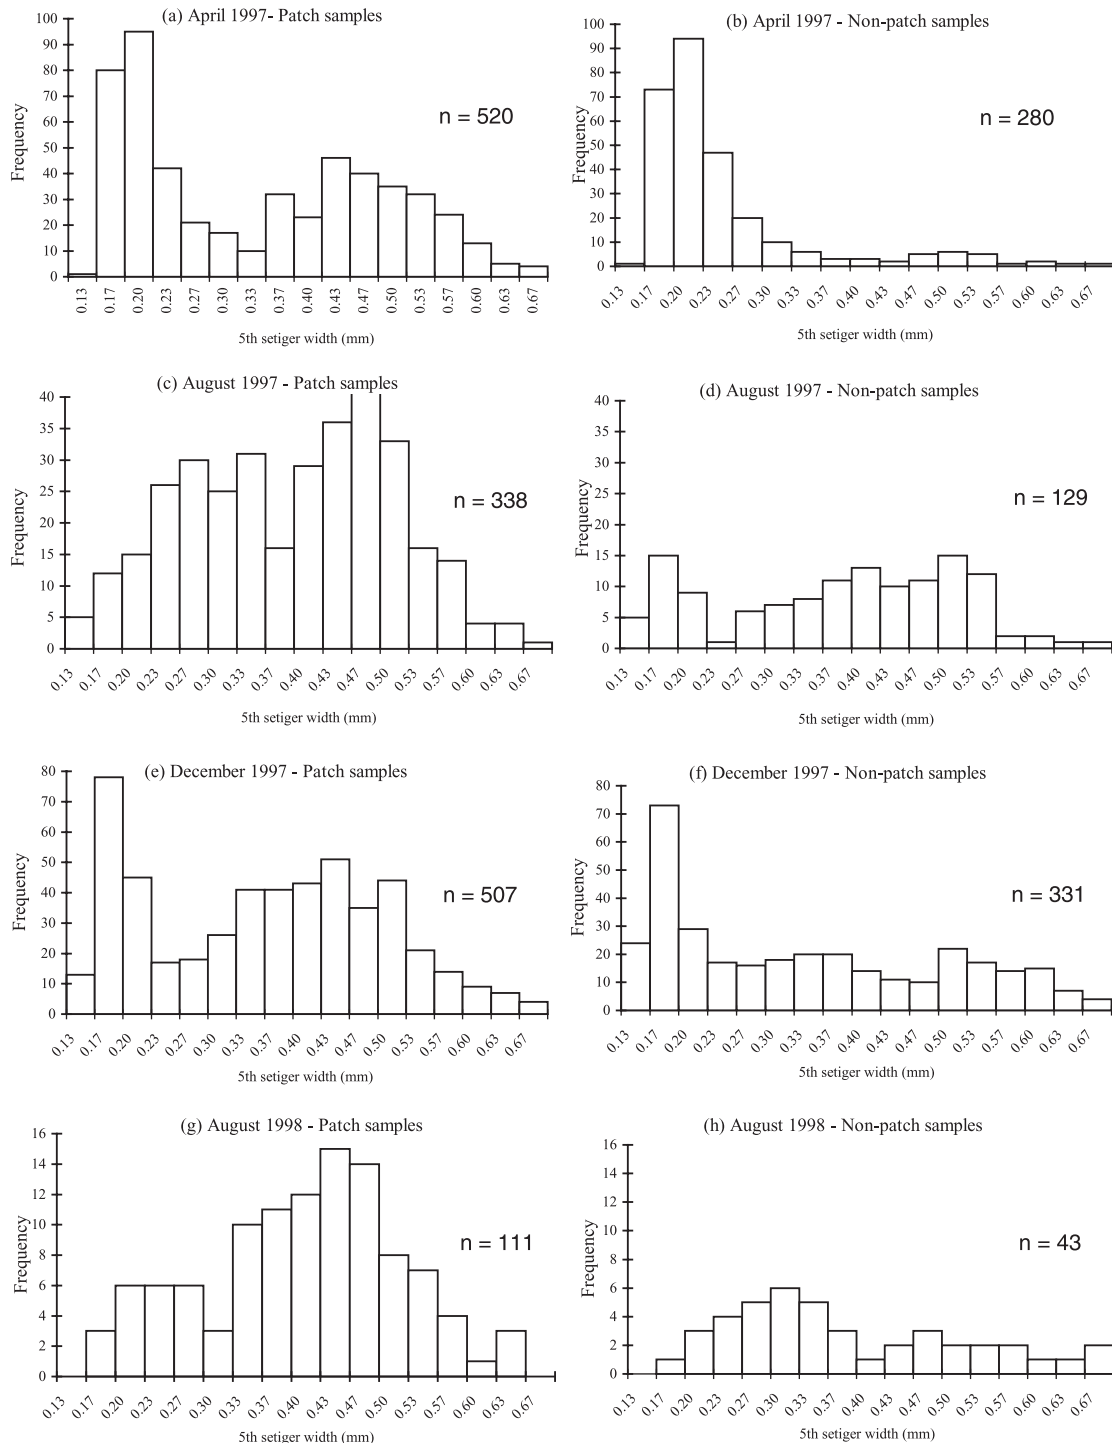 (a) April 1997- Patch samples
100
90
80
70
60
50
40
30
20
10
0
Frequency
n = 520
0.13 0.17 0.20 0.23 0.27 0.30 0.33 0.37 0.40 0.43 0.47 0.50 0.53 0.57 0.60 0.63 0.67
5th setiger width (mm)
(b) April 1997 - Non-patch samples
100
90
80
70
60
50
40
30
20
10
0
Frequency
n = 280
0.13 0.17 0.20 0.23 0.27 0.30 0.33 0.37 0.40 0.43 0.47 0.50 0.53 0.57 0.60 0.63 0.67
5th setiger width (mm)
(c) August 1997 - Patch samples
40
35
30
25
20
15
10
5
0
Frequency
n = 338
0.13 0.17 0.20 0.23 0.27 0.30 0.33 0.37 0.40 0.43 0.47 0.50 0.53 0.57 0.60 0.63 0.67
5th setiger width (mm)
(d) August 1997 - Non-patch samples
40
35
30
25
20
15
10
5
0
Frequency
n = 129
0.13 0.17 0.20 0.23 0.27 0.30 0.33 0.37 0.40 0.43 0.47 0.50 0.53 0.57 0.60 0.63 0.67
5th setiger width (mm)
(e) December 1997 - Patch samples
80
70
60
50
40
30
20
10
0
Frequency
n = 507
0.13 0.17 0.20 0.23 0.27 0.30 0.33 0.37 0.40 0.43 0.47 0.50 0.53 0.57 0.60 0.63 0.67
5th setiger width (mm)
(f) December 1997 - Non-patch samples
80
70
60
50
40
30
20
10
0
Frequency
n = 331
0.13 0.17 0.20 0.23 0.27 0.30 0.33 0.37 0.40 0.43 0.47 0.50 0.53 0.57 0.60 0.63 0.67
5th setiger width (mm)
(g) August 1998 - Patch samples
16
14
12
10
8
6
4
2
0
Frequency
n = 111
0.13 0.17 0.20 0.23 0.27 0.30 0.33 0.37 0.40 0.43 0.47 0.50 0.53 0.57 0.60 0.63 0.67
5th setiger width (mm)
(h) August 1998 - Non-patch samples
16
14
12
10
8
6
4
2
0
Frequency
n = 43
0.13 0.17 0.20 0.23 0.27 0.30 0.33 0.37 0.40 0.43 0.47 0.50 0.53 0.57 0.60 0.63 0.67
5th setiger width (mm)